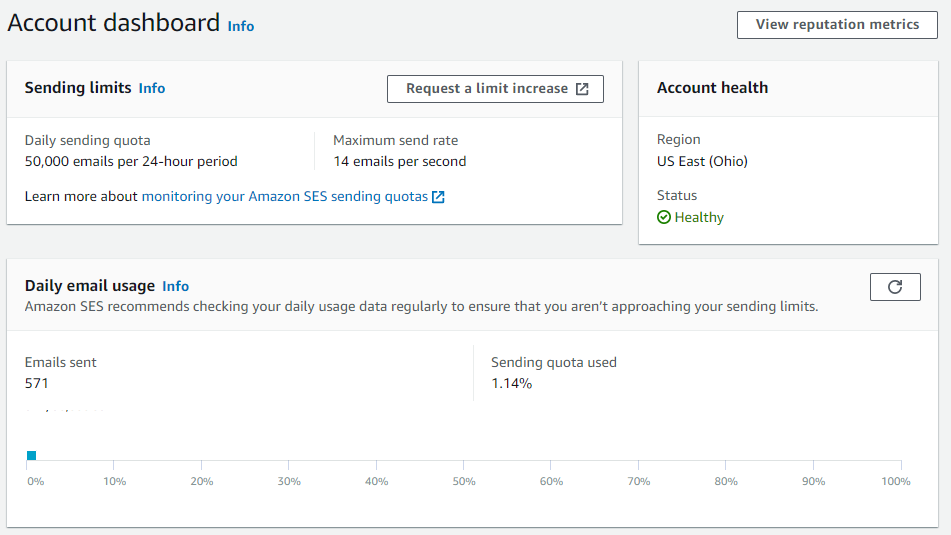 Account dashboard Info
View reputation metrics
Sending limits Info
Request a limit increase
Daily sending quota
50,000 emails per 24-hour period
Maximum send rate
14 emails per second
Learn more about monitoring your Amazon SES sending quotas
Account health
Region
US East (Ohio)
Status
Healthy
Daily email usage Info
Amazon SES recommends checking your daily usage data regularly to ensure that you aren’t approaching your sending limits.
Emails sent
571
Sending quota used
1.14%
0% 10% 20% 30% 40% 50% 60% 70% 80% 90% 100%